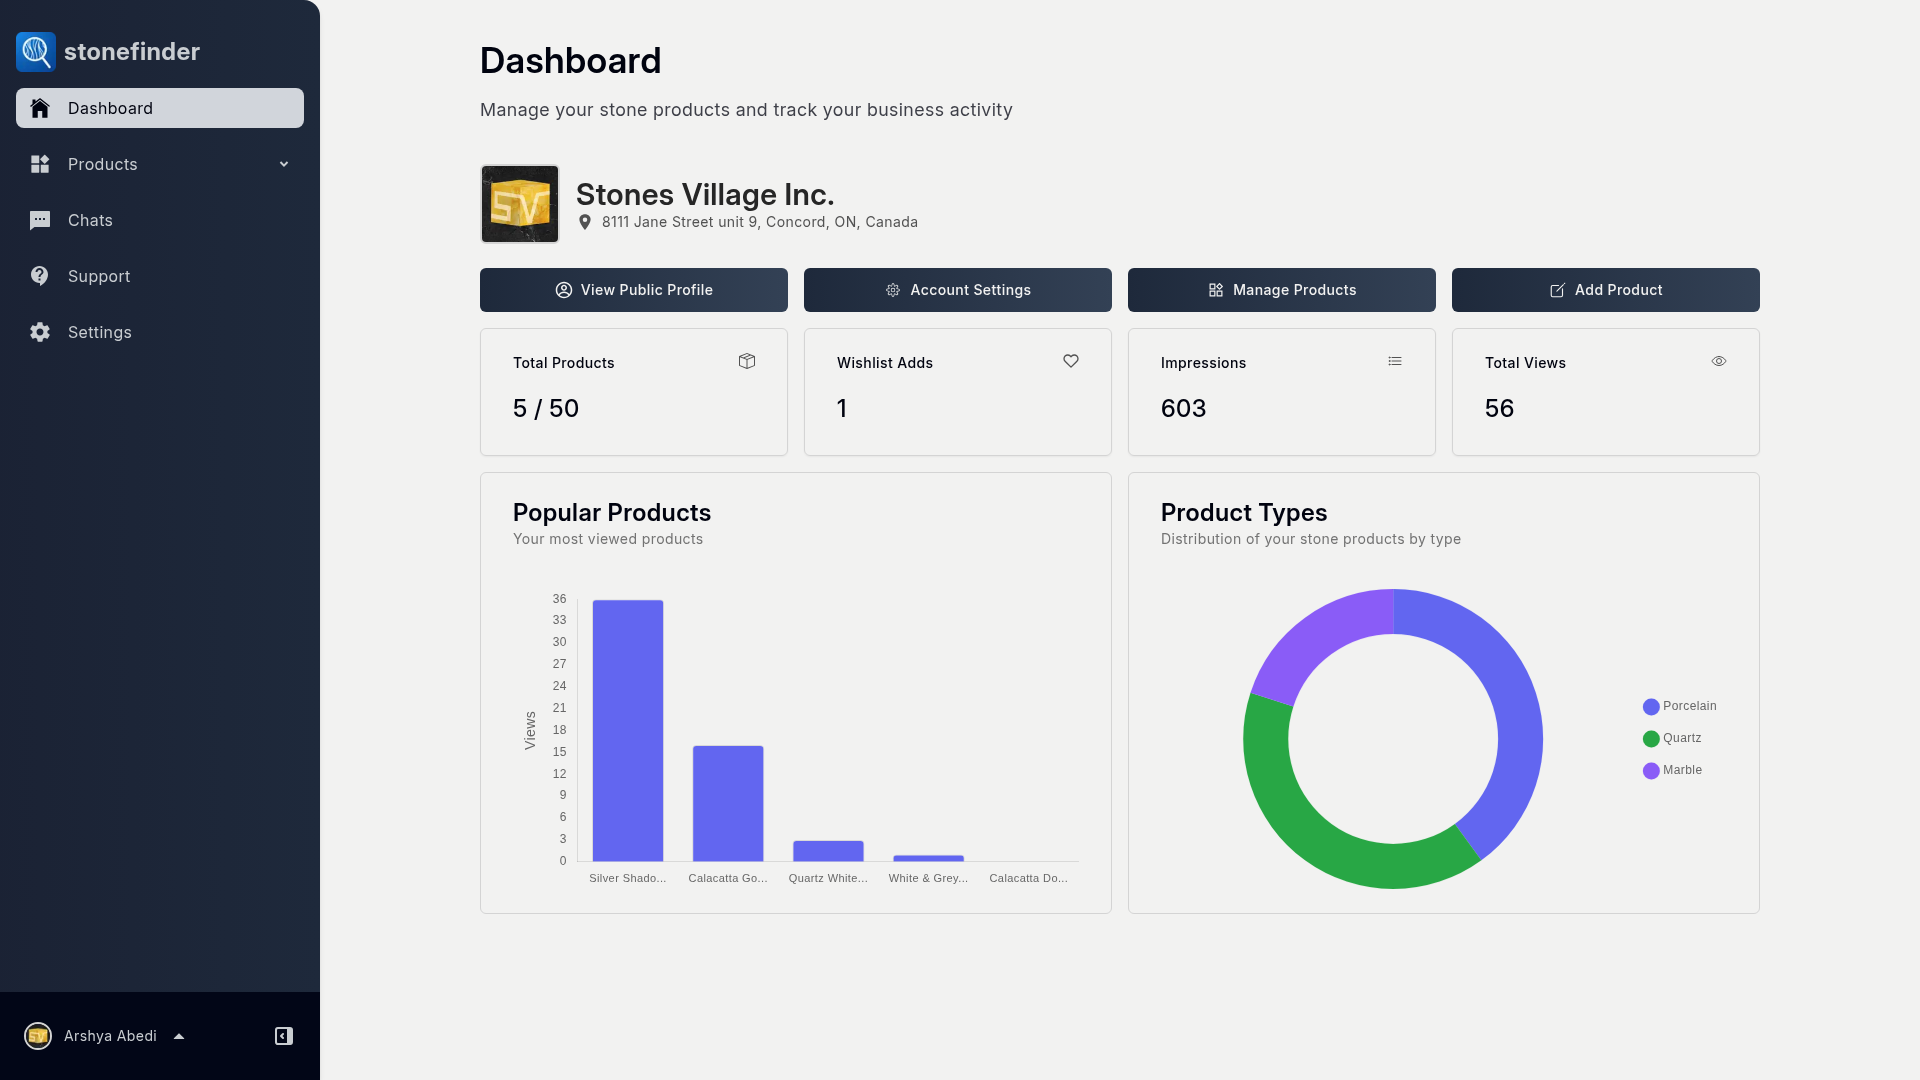 stonefinder
Dashboard
Products
Chats
Support
Settings
Arshya Abedi
Dashboard
Manage your stone products and track your business activity
SV
Stones Village Inc.
8111 Jane Street unit 9, Concord, ON, Canada
View Public Profile
Account Settings
Manage Products
Add Product
Total Products
5 / 50
Wishlist Adds
1
Impressions
603
Total Views
56
Popular Products
Your most viewed products
36
33
30
27
24
21
18
15
12
9
6
3
0
Views
Silver Shado...
Calacatta Go...
Quartz White...
White & Grey...
Calacatta Do...
Product Types
Distribution of your stone products by type
Porcelain
Quartz
Marble